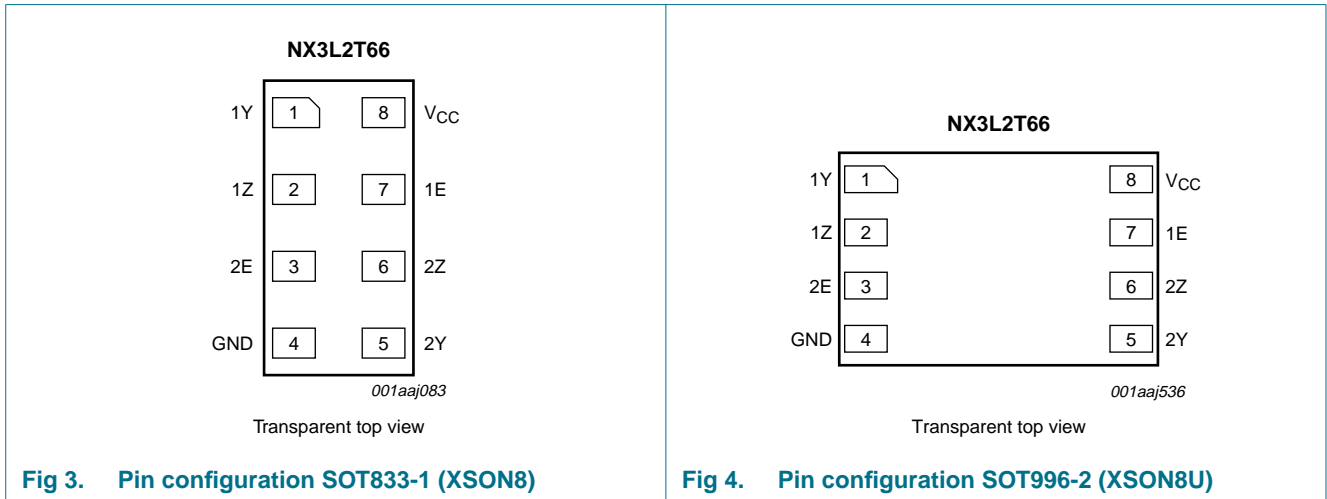 NX3L2T66
1Y 1 8 VCC
1Z 2 7 1E
2E 3 6 2Z
GND 4 5 2Y
001aaj083
Transparent top view
Fig 3. Pin configuration SOT833-1 (XSON8)
NX3L2T66
1Y 1 8 VCC
1Z 2 7 1E
2E 3 6 2Z
GND 4 5 2Y
001aaj536
Transparent top view
Fig 4. Pin configuration SOT996-2 (XSON8U)